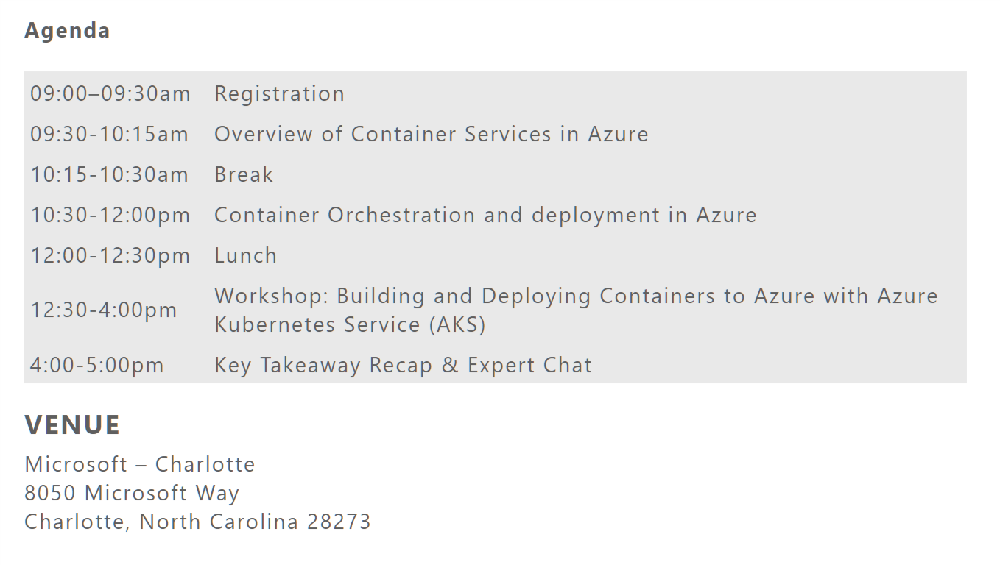 Agenda
09:00–09:30am Registration
09:30-10:15am Overview of Container Services in Azure
10:15-10:30am Break
10:30-12:00pm Container Orchestration and deployment in Azure
12:00-12:30pm Lunch
12:30-4:00pm Workshop: Building and Deploying Containers to Azure with Azure
Kubernetes Service (AKS)
4:00-5:00pm Key Takeaway Recap & Expert Chat
VENUE
Microsoft – Charlotte
8050 Microsoft Way
Charlotte, North Carolina 28273